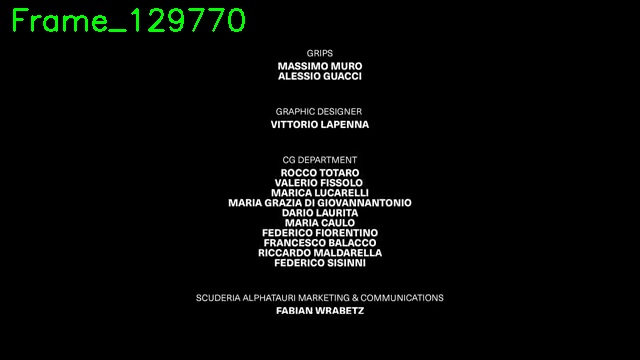 Frame_129770
GRIPS
MASSIMO MURO
ALESSIO GUACCI
GRAPHIC DESIGNER
VITTORIO LAPENNA
CG DEPARTMENT
ROCCO TOTARO
VALERIO FISSOLO
MARICA LUCARELLI
MARIA GRAZIA DI GIOVANNANTONIO
DARIO LAURITA
MARIA CAULO
FEDERICO FIORENTINO
FRANCESCO BALACCO
RICCARDO MALDARELLA
FEDERICO SISINNI
SCUDERIA ALPHATAURI MARKETING & COMMUNICATIONS
FABIAN WRABETZ